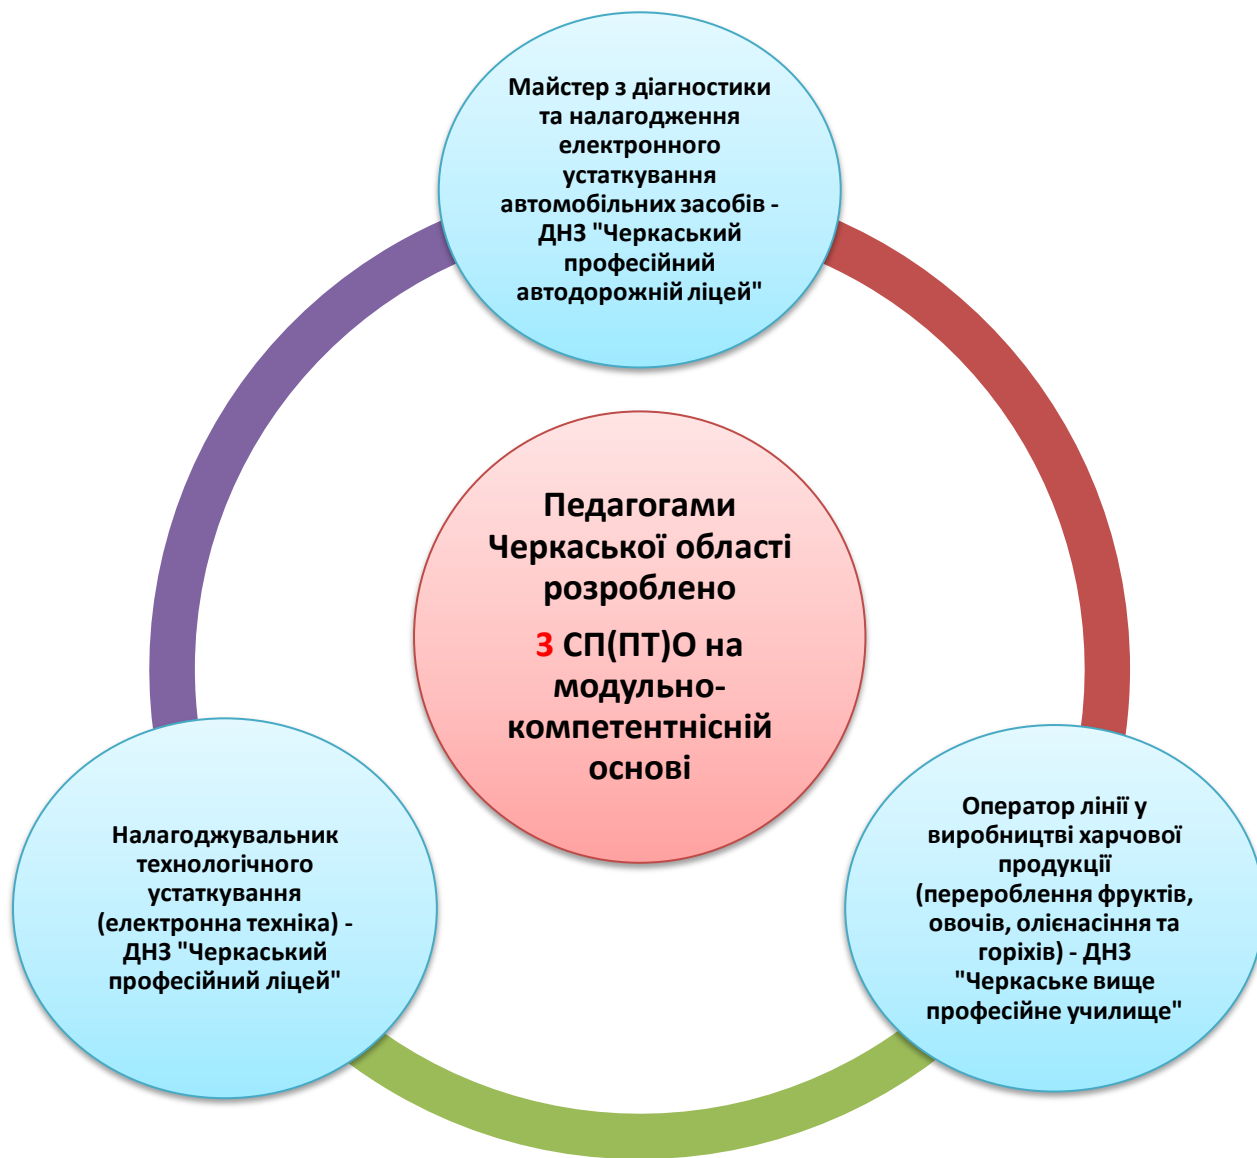 Майстер з діагностики
та налагодження
електронного
устаткування
автомобільних засобів -
ДНЗ "Черкаський
професійний
автодорожній ліцей"
Педагогами
Черкаської області
розроблено
3 СП(ПТ)О на
модульно-
компетентнісній
основі
Налагоджувальник
технологічного
устаткування
(електронна техніка) -
ДНЗ "Черкаський
професійний ліцей"
Оператор лінії у
виробництві харчової
продукції
(перероблення фруктів,
овочів, олієнасіння та
горіхів) - ДНЗ
"Черкаське вище
професійне училище"